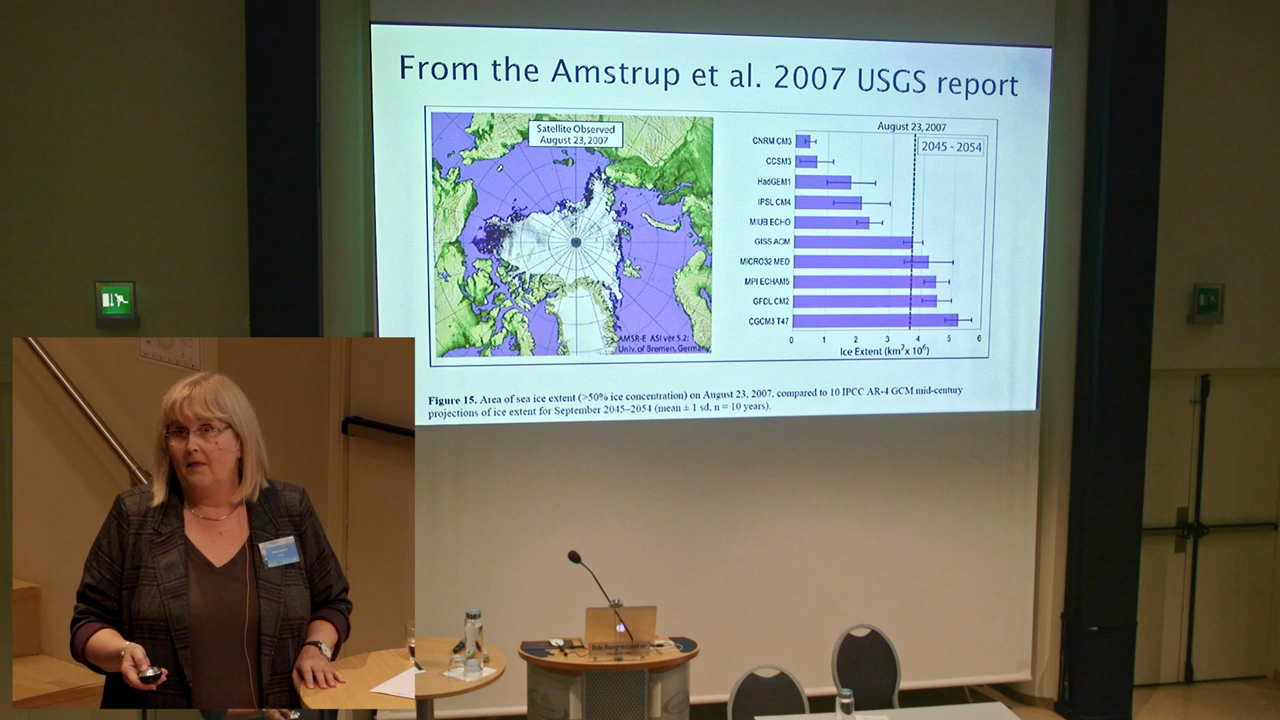 From the Amstrup et al. 2007 USGS report
Satellite Observed
August 23, 2007
AMSR-E ASI ver 5.2;
Univ. of Bremen, Germany
August 23, 2007
2045 - 2054
CNRM CM3
CCSM3
HadGEM1
IPSL CM4
MIUB ECHO
GISS AOM
MICRO32 MED
MPI ECHAM5
GFDL CM2
CGCM3 T47
0 1 2 3 4 5 6
Ice Extent (km² x 10⁶)
Figure 15. Area of sea ice extent (>50% ice concentration) on August 23, 2007, compared to 10 IPCC AR-4 GCM mid-century
projections of ice extent for September 2045–2054 (mean ± 1 sd, n = 10 years).